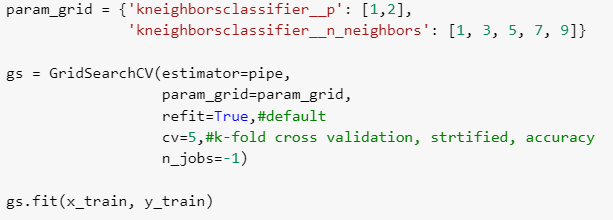 param_grid = {'kneighborsclassifier__p': [1,2],
'kneighborsclassifier__n_neighbors': [1, 3, 5, 7, 9]}
gs = GridSearchCV(estimator=pipe,
param_grid=param_grid,
refit=True,#default
cv=5,#k-fold cross validation, strtified, accuracy
n_jobs=-1)
gs.fit(x_train, y_train)